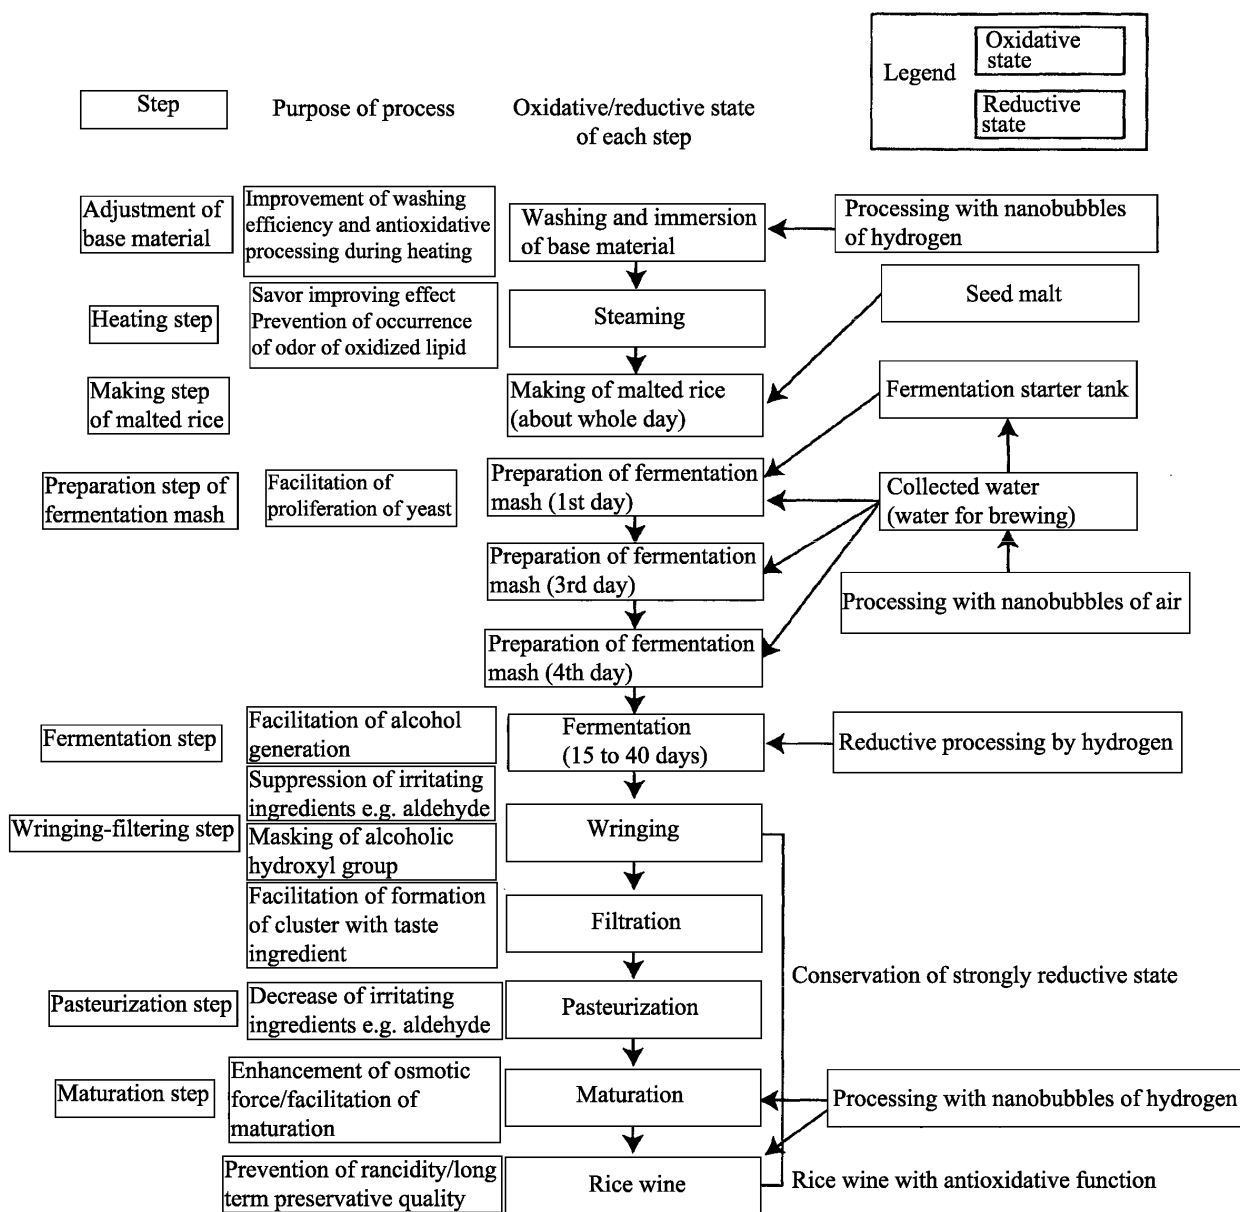 Oxidative
state
Legend
Reductive
state
Step
Purpose of process
Oxidative/reductive state
of each step
Adjustment of
base material
Improvement of washing
efficiency and antioxidative
processing during heating
Washing and immersion
of base material
Processing with nanobubbles
of hydrogen
Heating step
Savor improving effect
Prevention of occurrence
of odor of oxidized lipid
Steaming
Seed malt
Making step
of malted rice
Making of malted rice
(about whole day)
Fermentation starter tank
Preparation step of
fermentation mash
Facilitation of
proliferation of yeast
Preparation of fermentation
mash (1st day)
Collected water
(water for brewing)
Preparation of fermentation
mash (3rd day)
Processing with nanobubbles of air
Preparation of fermentation
mash (4th day)
Fermentation step
Facilitation of alcohol
generation
Fermentation
(15 to 40 days)
Reductive processing by hydrogen
Wringing-filtering step
Suppression of irritating
ingredients e.g. aldehyde
Masking of alcoholic
hydroxyl group
Facilitation of formation
of cluster with taste
ingredient
Wringing
Filtration
Conservation of strongly reductive state
Pasteurization step
Decrease of irritating
ingredients e.g. aldehyde
Pasteurization
Maturation step
Enhancement of osmotic
force/facilitation of
maturation
Maturation
Processing with nanobubbles of hydrogen
Prevention of rancidity/long
term preservative quality
Rice wine
Rice wine with antioxidative function